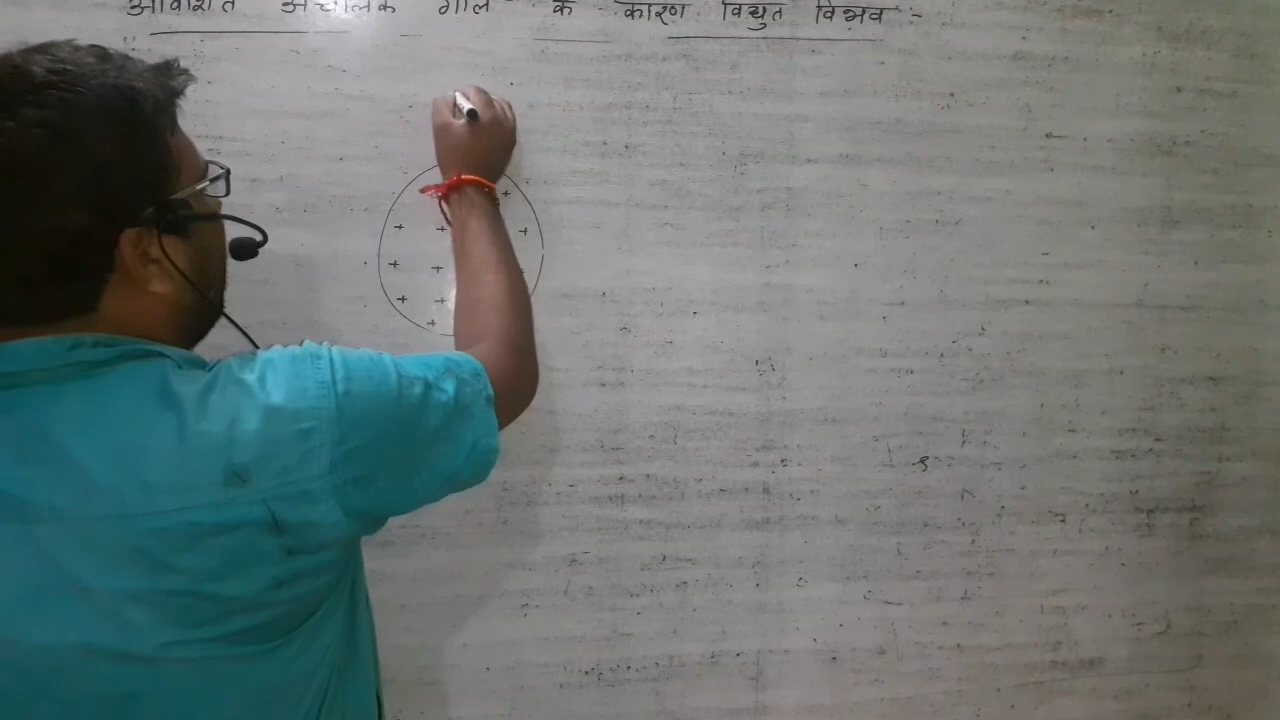 आवेशित अचालक गोले के कारण विद्युत विभव :-
+ +
+ + +
+ +
+ +
+